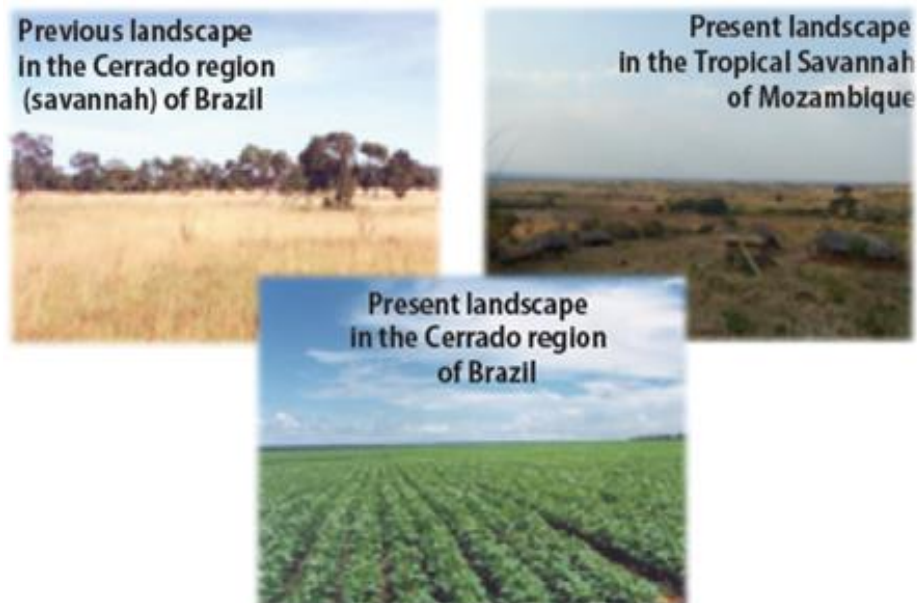 Previous landscape
in the Cerrado region
(savannah) of Brazil
Present landscape
in the Tropical Savannah
of Mozambique
Present landscape
in the Cerrado region
of Brazil